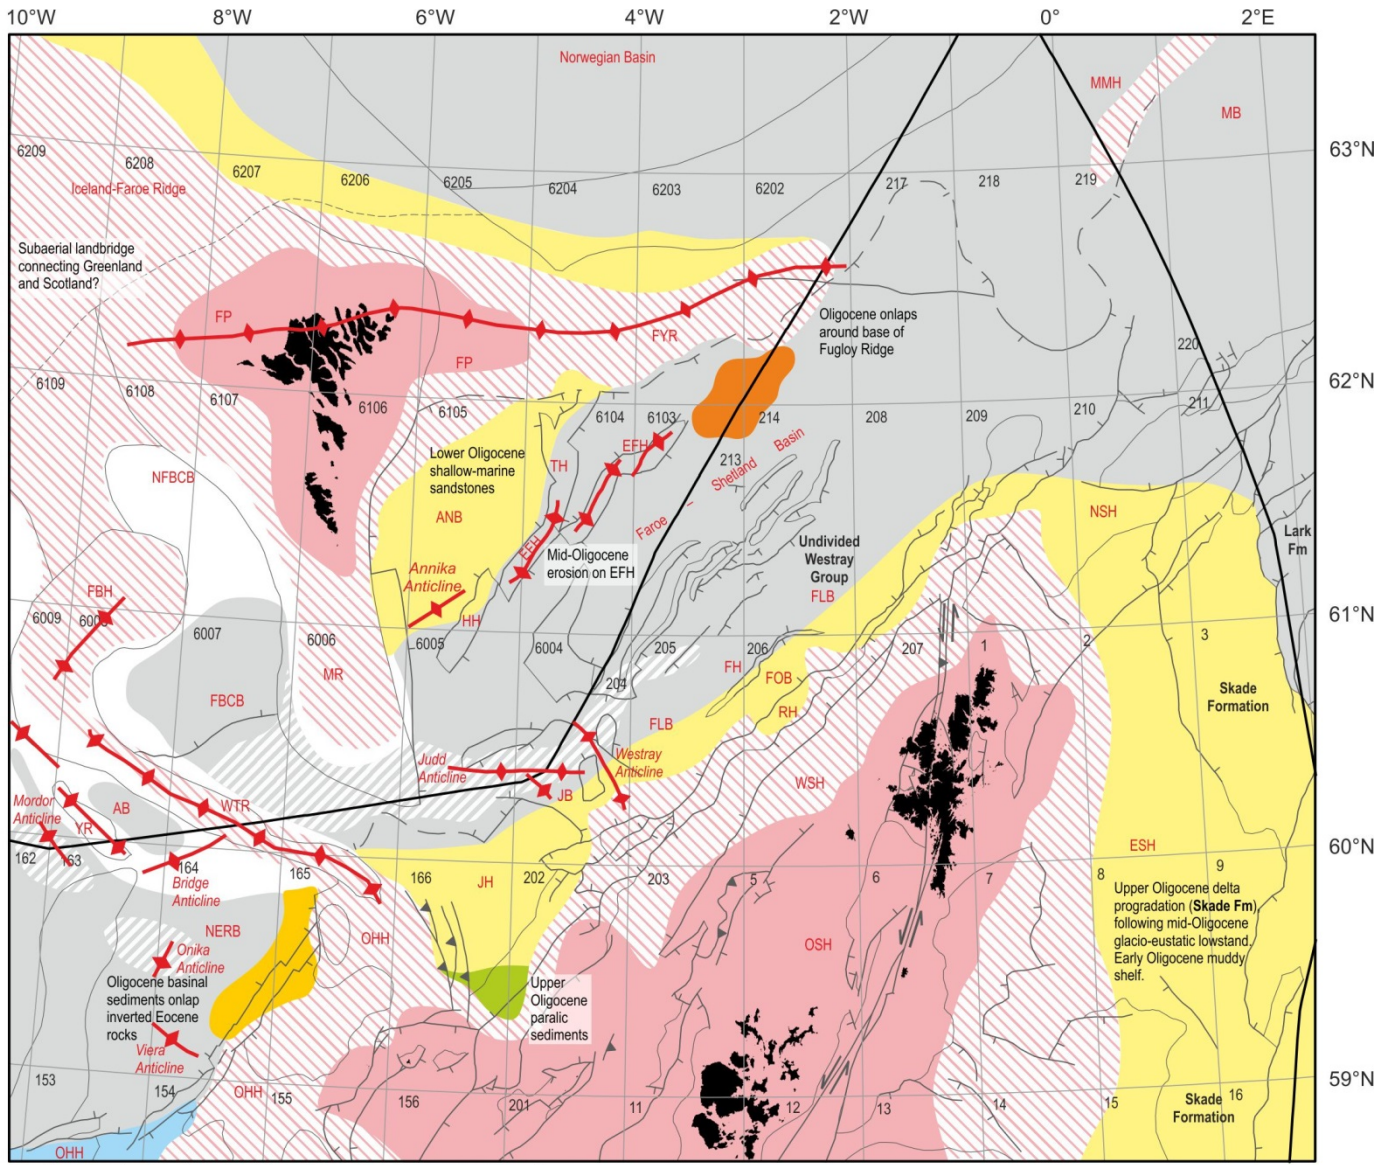 10°W 8°W 6°W 4°W 2°W 0° 2°E
Norwegian Basin
MMH
MB
63°N
6209
6208
6207
6206
6205
6204
6203
6202
217
218
219
Iceland-Faroe Ridge
Subaerial landbridge
connecting Greenland
and Scotland?
FP
FYR
FP
Oligocene onlaps
around base of
Fugloy Ridge
220
62°N
6109
6108
6107
6106
6105
6104
6103
214
208
209
210
211
EFH
213
Faroe - Shetland Basin
Lower Oligocene
shallow-marine
sandstones
TH
NFBCB
ANB
NSH
Lark
Fm
EFH
Mid-Oligocene
erosion on EFH
Undivided
Westray
Group
FLB
Annika
Anticline
HH
FBH
61°N
6009
6008
6007
6006
6005
6004
205
206
207
1
2
3
MR
FH
FOB
204
RH
FBCB
FLB
Skade
Formation
Judd
Anticline
Westray
Anticline
WSH
JB
Mordor
Anticline
YR
AB
WTR
60°N
162
163
164
165
166
202
203
5
6
7
8
9
ESH
JH
Bridge
Anticline
NERB
OHH
OSH
Upper Oligocene delta
progradation (Skade Fm),
following mid-Oligocene
glacio-eustatic lowstand.
Early Oligocene muddy
shelf.
Onika
Anticline
Oligocene basinal
sediments onlap
inverted Eocene
rocks
Upper
Oligocene
paralic
sediments
Viera
Anticline
59°N
153
154
OHH
155
156
201
11
12
13
14
15
16
Skade
Formation
OHH